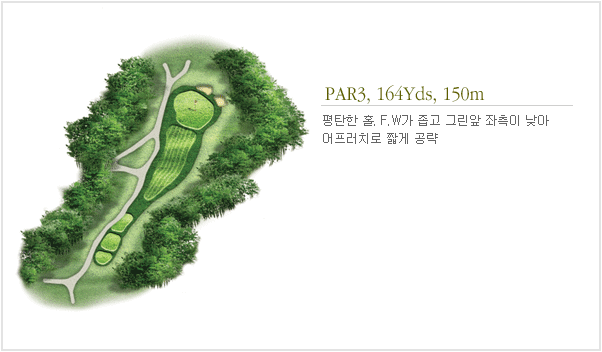 PAR3, 164Yds, 150m
평탄한 홀. F.W가 좁고 그린앞 좌측이 낮아
어프러치로 짧게 공략